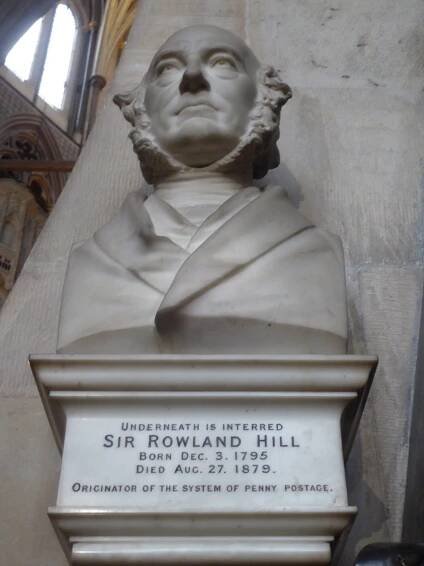 UNDERNEATH IS INTERRED
SIR ROWLAND HILL
BORN DEC. 3. 1795
DIED AUG. 27. 1879.
ORIGINATOR OF THE SYSTEM OF PENNY POSTAGE.